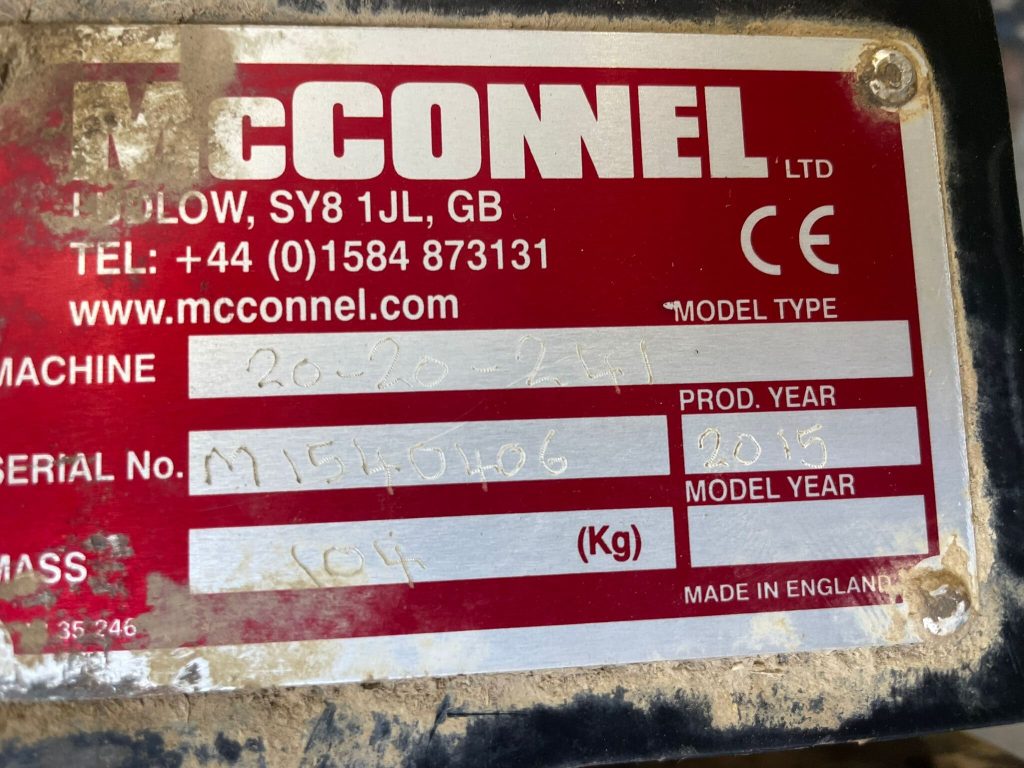 McCONNEL LTD
LUDLOW, SY8 1JL, GB
TEL: +44 (0)1584 873131
www.mcconnel.com
CE
MODEL TYPE
MACHINE 20-20-241
PROD. YEAR
SERIAL No. M1540406 2015
MODEL YEAR
MASS 104 (Kg)
MADE IN ENGLAND
35 246